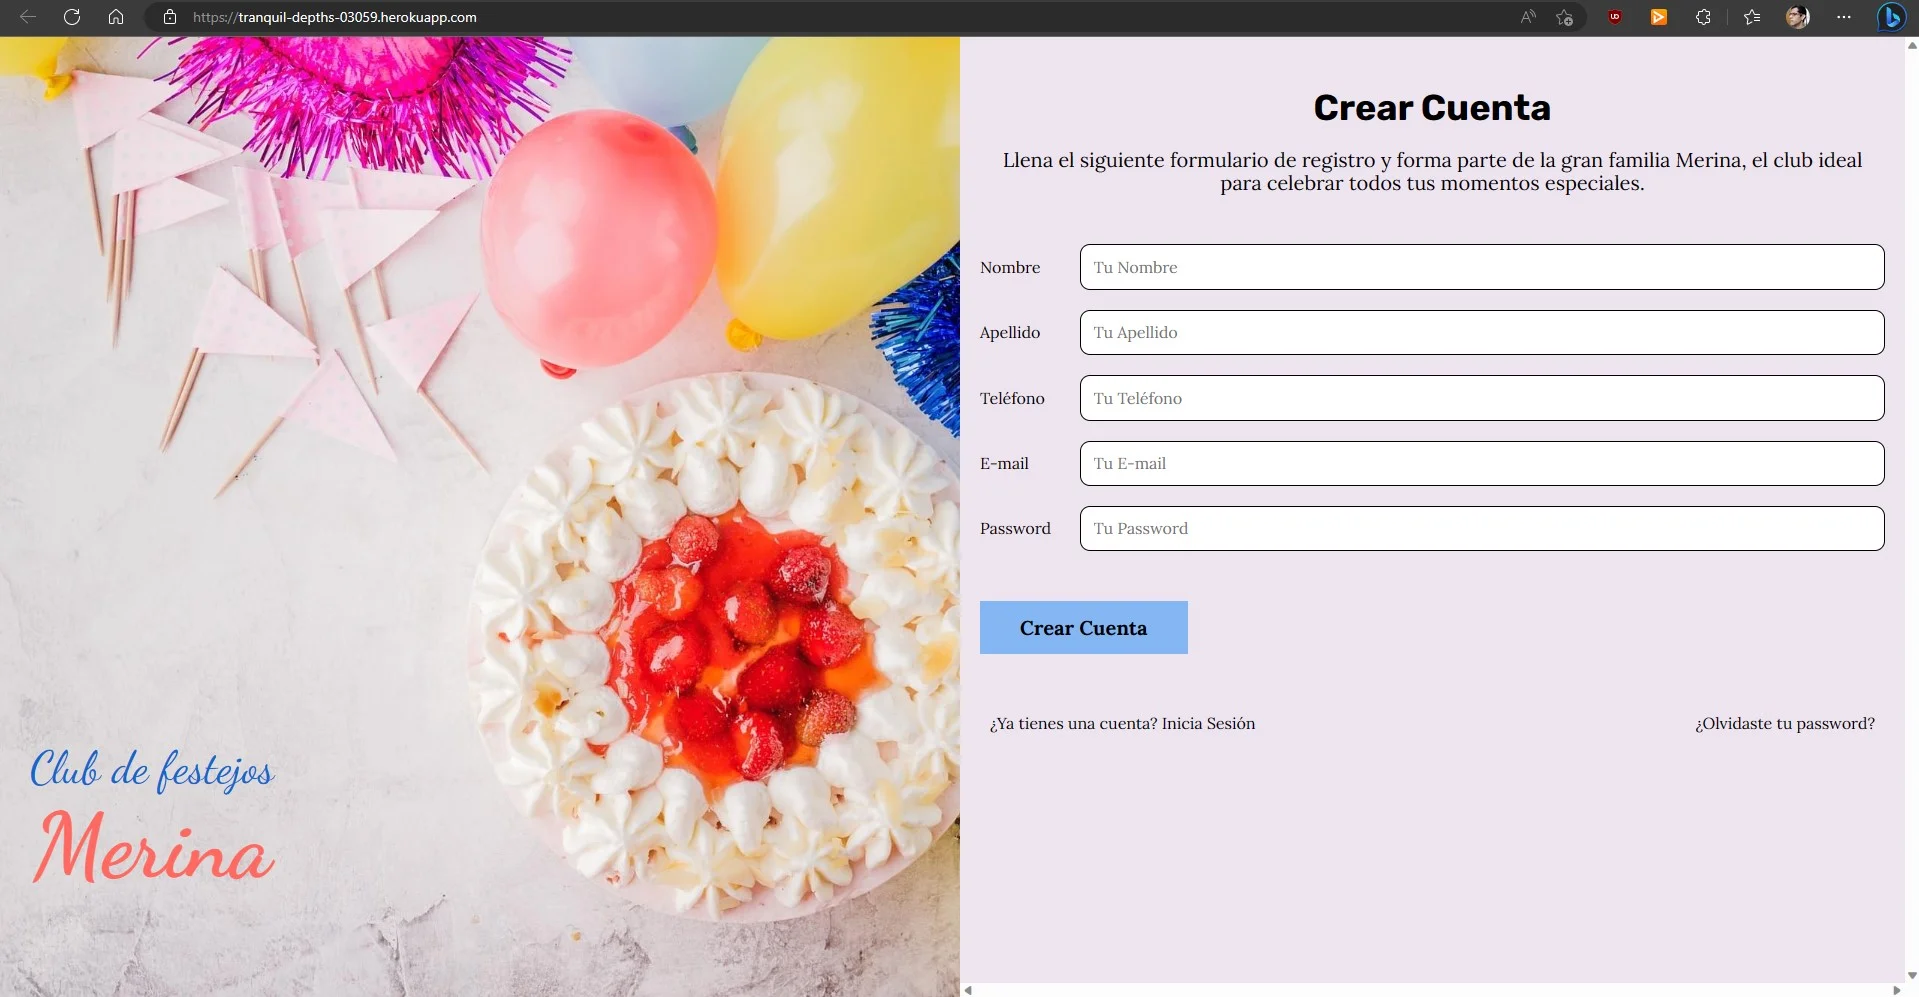 https://tranquil-depths-03059.herokuapp.com
Crear Cuenta
Llena el siguiente formulario de registro y forma parte de la gran familia Merina, el club ideal
para celebrar todos tus momentos especiales.
Nombre Tu Nombre
Apellido Tu Apellido
Teléfono Tu Teléfono
E-mail Tu E-mail
Password Tu Password
Crear Cuenta
¿Ya tienes una cuenta? Inicia Sesión ¿Olvidaste tu password?
Club de festejos
Merina